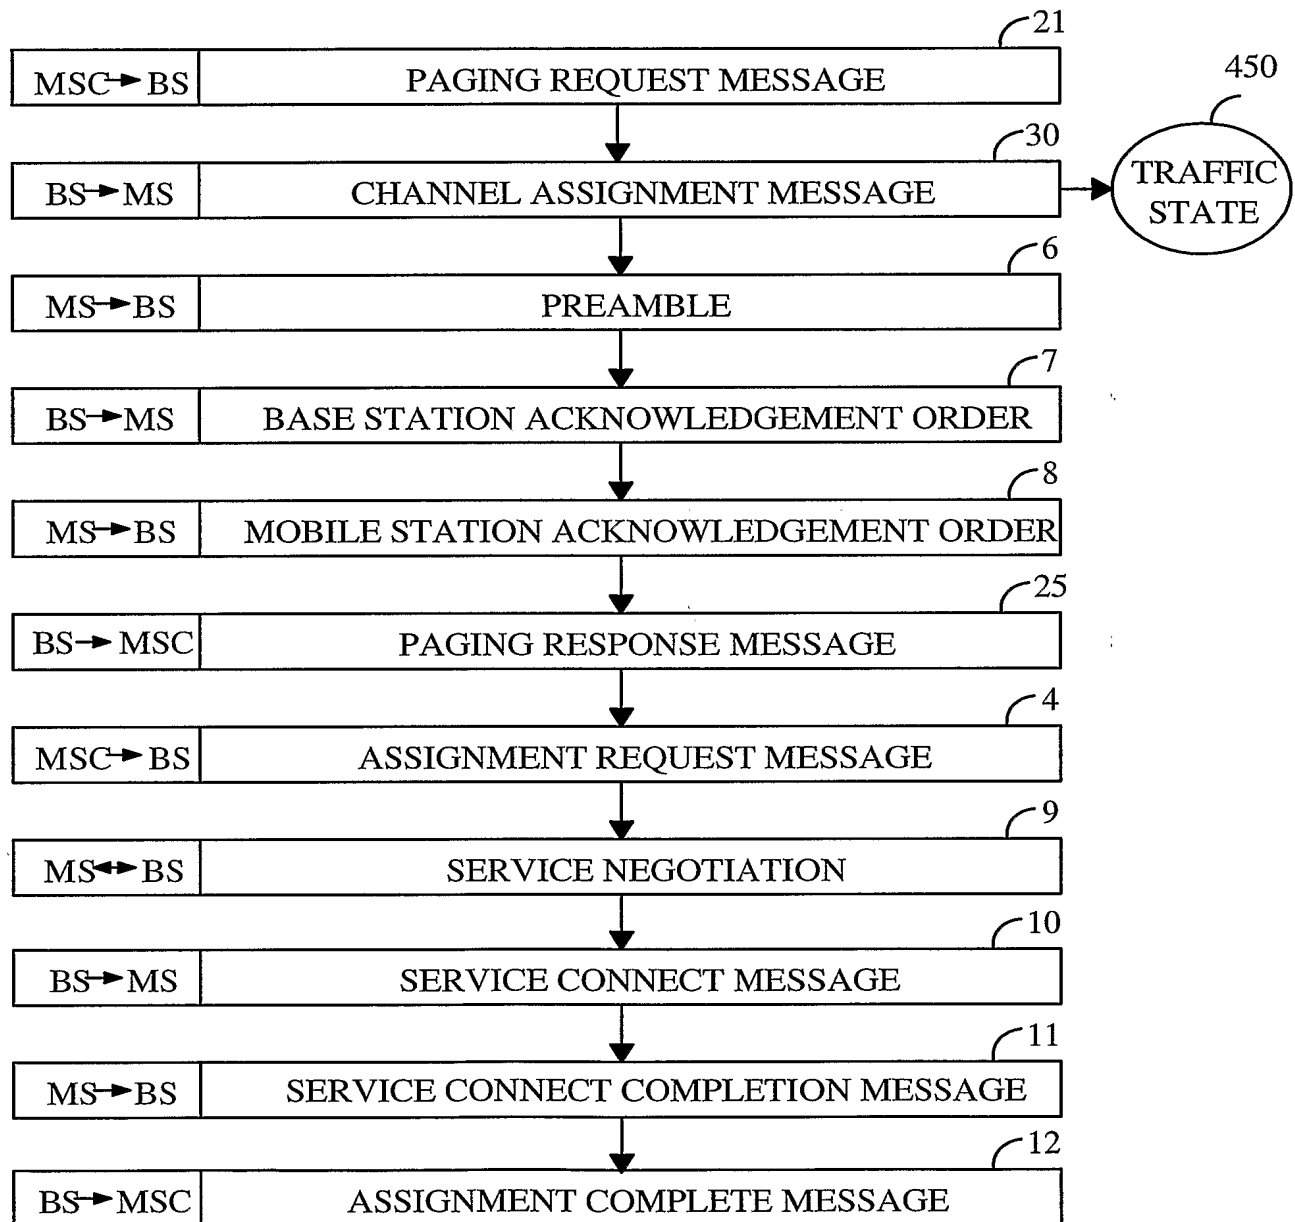 21
MSC→BS PAGING REQUEST MESSAGE
450
30
BS→MS CHANNEL ASSIGNMENT MESSAGE
TRAFFIC
STATE
6
MS→BS PREAMBLE
7
BS→MS BASE STATION ACKNOWLEDGEMENT ORDER
8
MS→BS MOBILE STATION ACKNOWLEDGEMENT ORDER
25
BS→MSC PAGING RESPONSE MESSAGE
4
MSC→BS ASSIGNMENT REQUEST MESSAGE
9
MS↔BS SERVICE NEGOTIATION
10
BS→MS SERVICE CONNECT MESSAGE
11
MS→BS SERVICE CONNECT COMPLETION MESSAGE
12
BS→MSC ASSIGNMENT COMPLETE MESSAGE